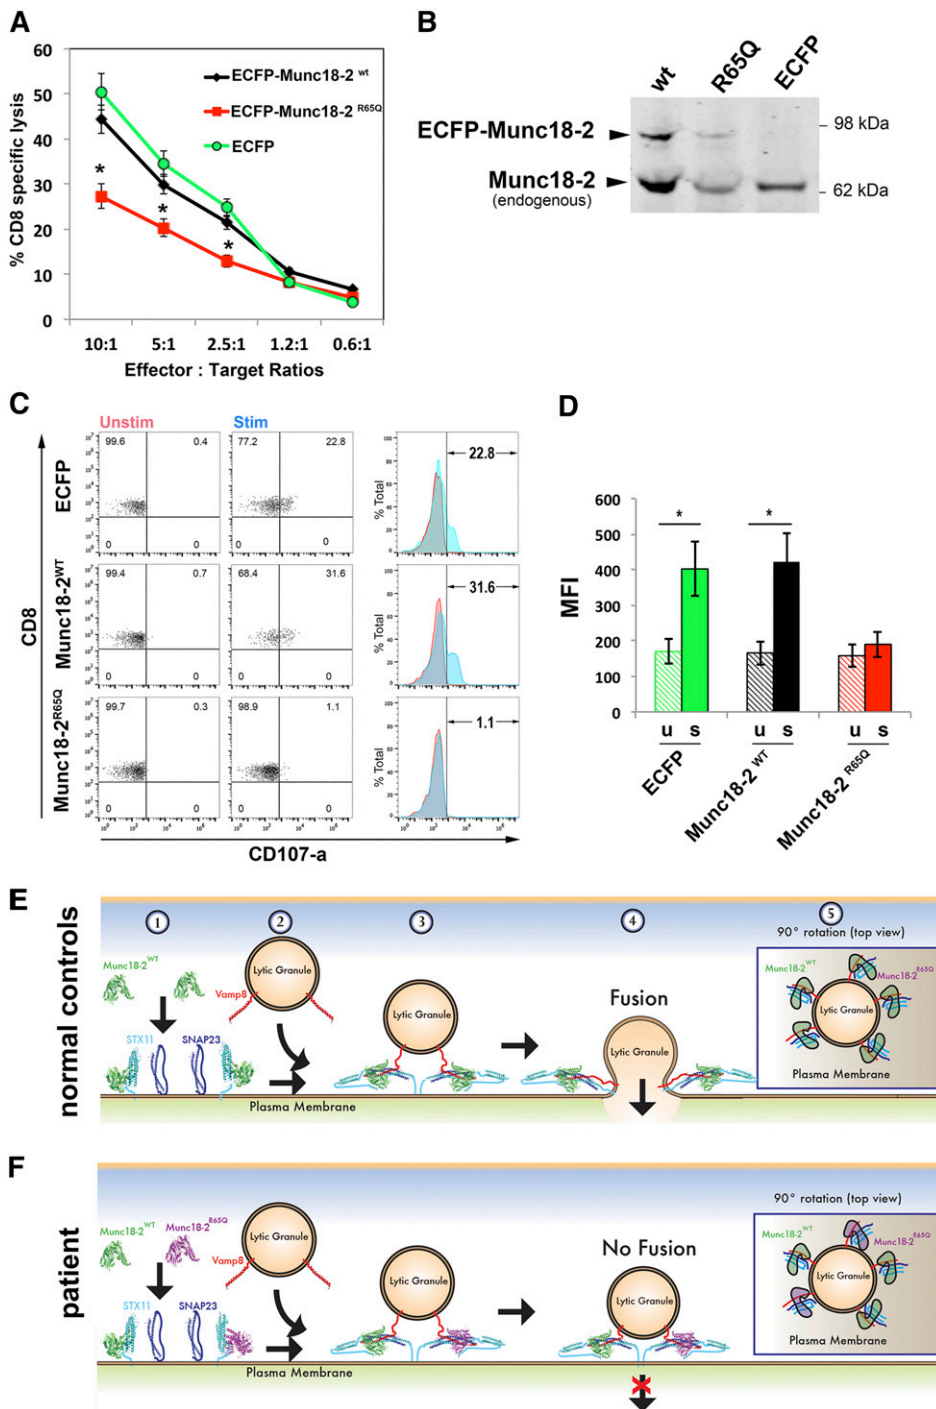 A
60
50
40
30
20
10
0
% CD8 specific lysis
ECFP-Munc18-2 wt
ECFP-Munc18-2 R65Q
ECFP
*
*
*
10:1 5:1 2.5:1 1.2:1 0.6:1
Effector : Target Ratios
B
wt R65Q ECFP
ECFP-Munc18-2
Munc18-2
(endogenous)
98 kDa
62 kDa
C
Unstim Stim
CD8
ECFP
99.6 0.4
0 0
77.2 22.8
0 0
% Total
22.8
Munc18-2WT
99.4 0.7
0 0
68.4 31.6
0 0
% Total
31.6
Munc18-2R65Q
99.7 0.3
0 0
98.9 1.1
0 0
% Total
1.1
CD107-a
D
MFI
600
500
400
300
200
100
0
* *
u s u s u s
ECFP
Munc18-2 WT
Munc18-2 R65Q
E
normal controls
1 2 3 4 5
Munc18-2WT
STX11 SNAP23
Vamp8
Lytic Granule
Plasma Membrane
Lytic Granule
Fusion
Lytic Granule
90° rotation (top view)
Munc18-2WT
Munc18-2R65Q
Lytic Granule
Plasma Membrane
F
patient
Munc18-2WT
Munc18-2R65Q
STX11 SNAP23
Vamp8
Lytic Granule
Plasma Membrane
Lytic Granule
No Fusion
Lytic Granule
90° rotation (top view)
Munc18-2WT
Munc18-2R65Q
Lytic Granule
Plasma Membrane